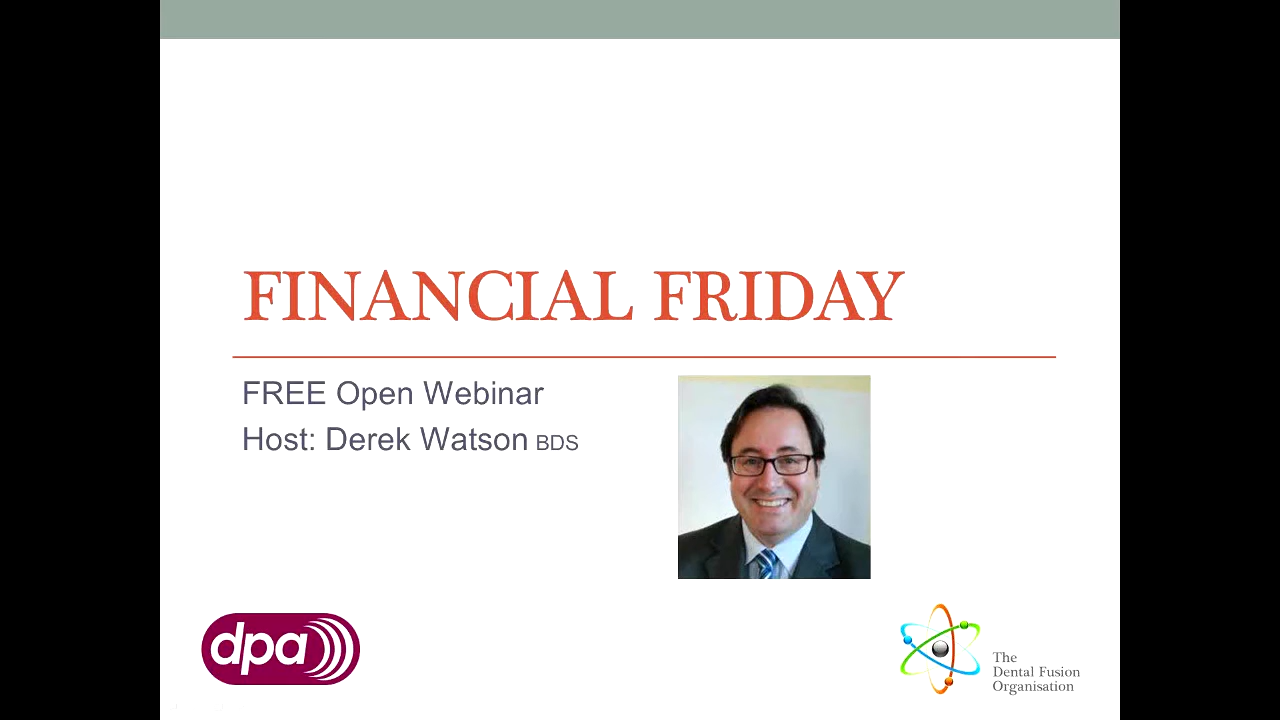 FINANCIAL FRIDAY
FREE Open Webinar
Host: Derek Watson BDS
dpa
The
Dental Fusion
Organisation